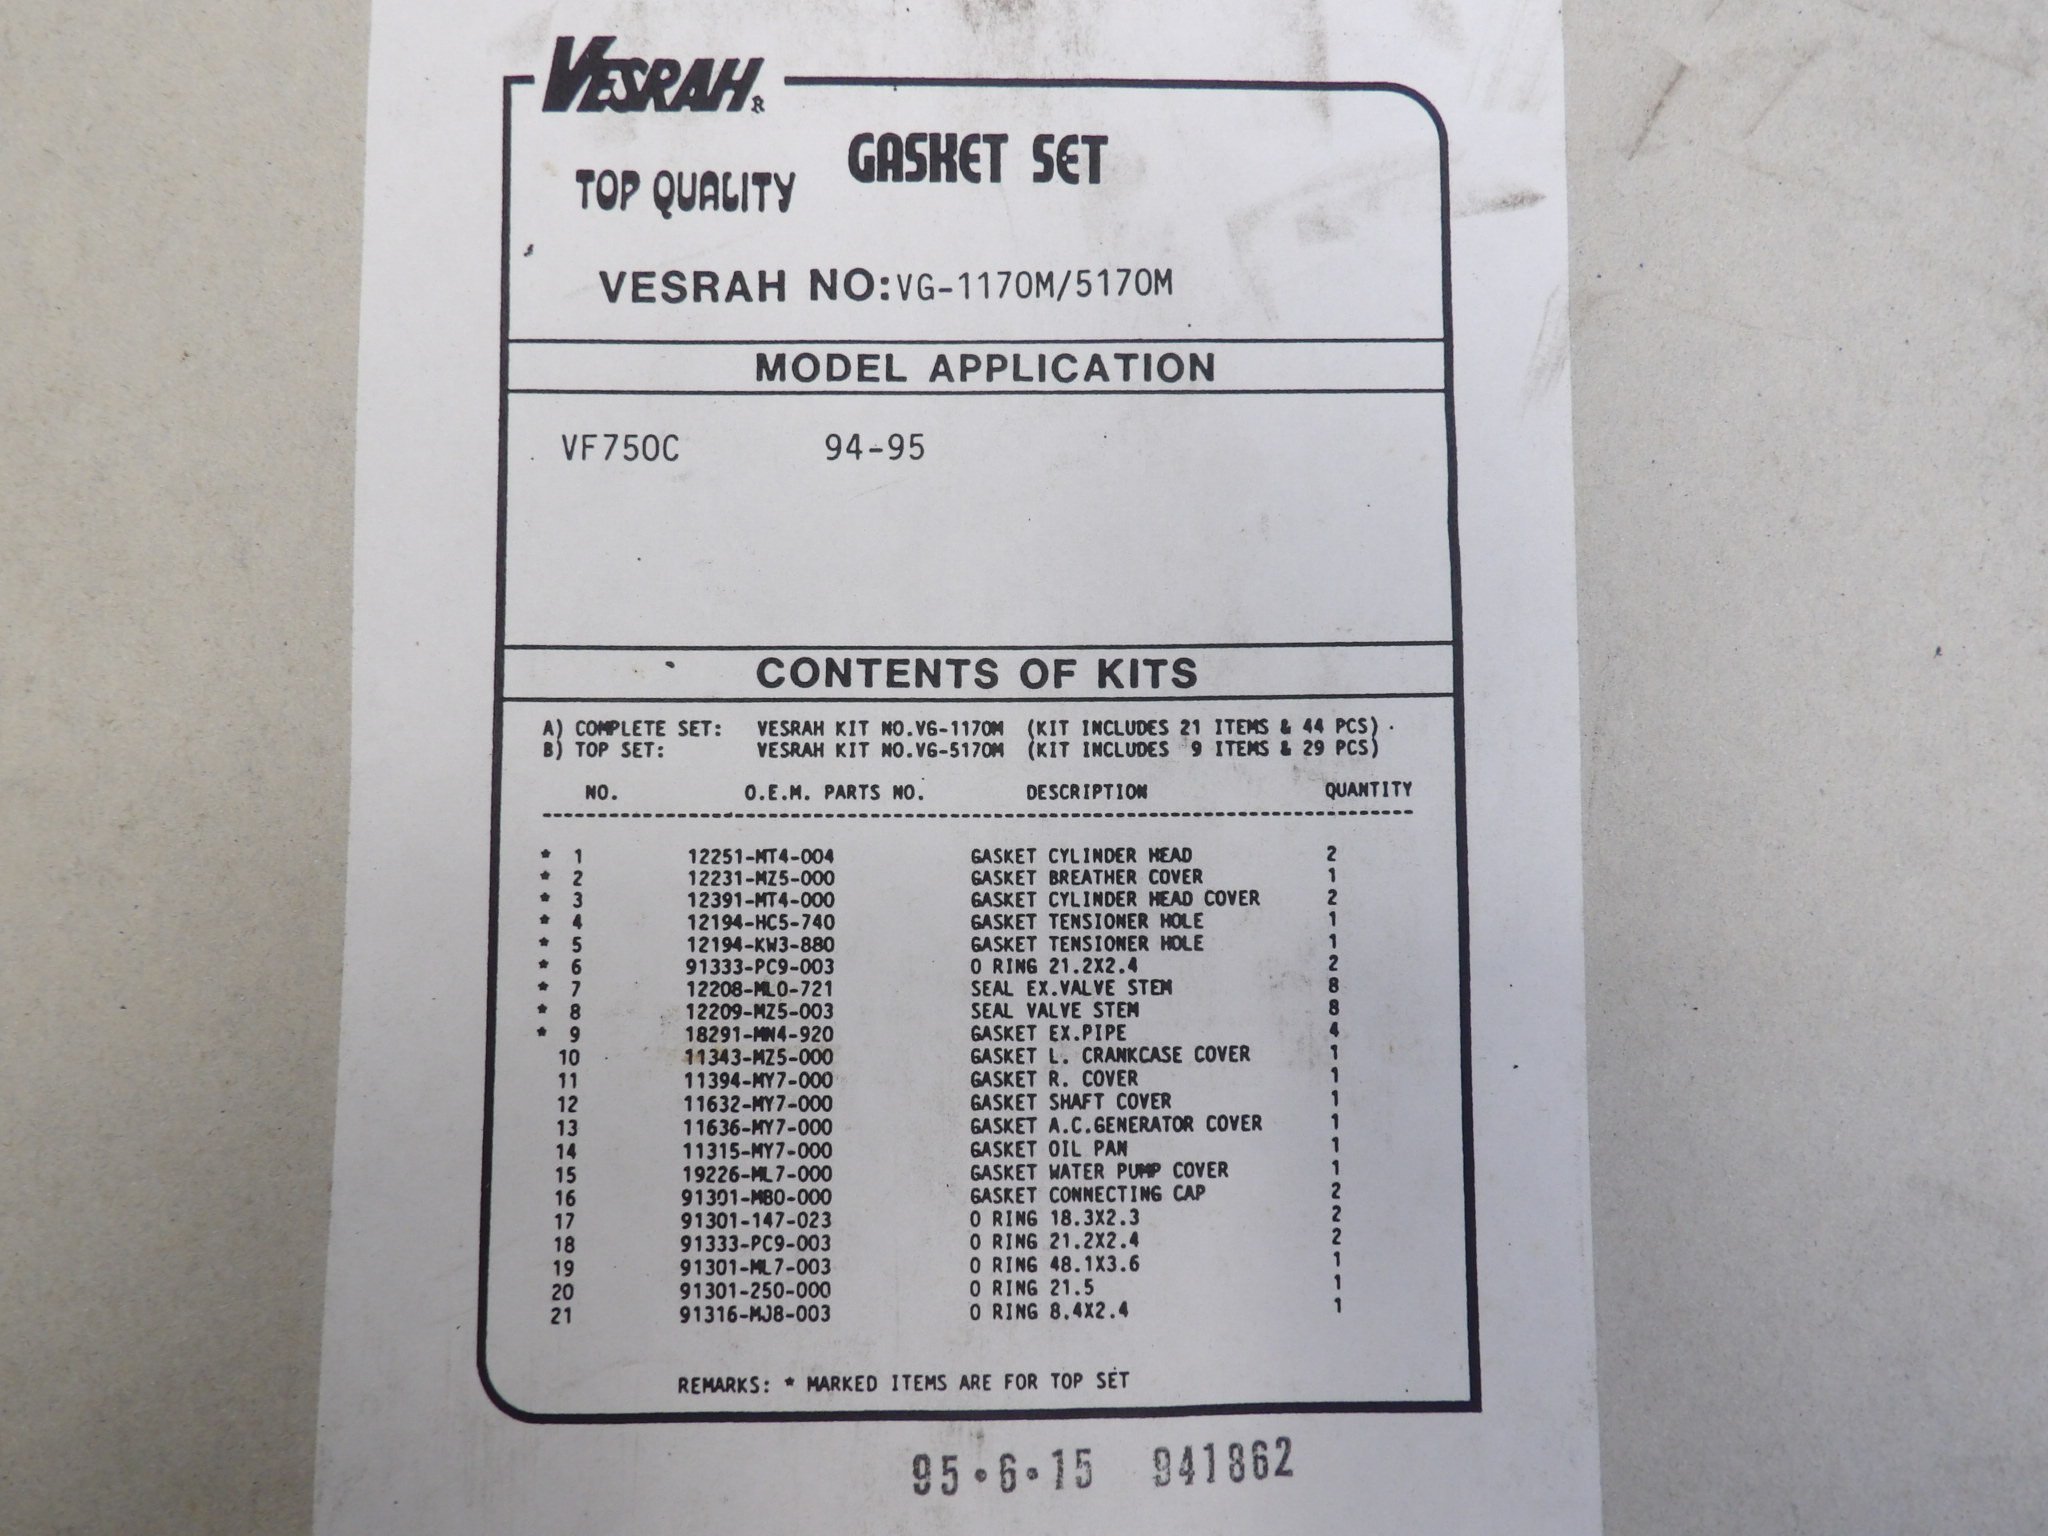 VESRAH R
GASKET SET
TOP QUALITY
VESRAH NO:VG-1170M/5170M
MODEL APPLICATION
VF750C 94-95
CONTENTS OF KITS
A) COMPLETE SET: VESRAH KIT NO.VG-1170M (KIT INCLUDES 21 ITEMS & 44 PCS)
B) TOP SET: VESRAH KIT NO.VG-5170M (KIT INCLUDES 9 ITEMS & 29 PCS)
NO. O.E.M. PARTS NO. DESCRIPTION QUANTITY
* 1 12251-MT4-004 GASKET CYLINDER HEAD 2
* 2 12231-MZ5-000 GASKET BREATHER COVER 1
* 3 12391-MT4-000 GASKET CYLINDER HEAD COVER 2
* 4 12194-HC5-740 GASKET TENSIONER HOLE 1
* 5 12194-KW3-880 GASKET TENSIONER HOLE 1
* 6 91333-PC9-003 O RING 21.2X2.4 2
* 7 12208-ML0-721 SEAL EX.VALVE STEM 8
* 8 12209-MZ5-003 SEAL VALVE STEM 8
* 9 18291-MN4-920 GASKET EX.PIPE 4
10 11343-MZ5-000 GASKET L. CRANKCASE COVER 1
11 11394-MY7-000 GASKET R. COVER 1
12 11632-MY7-000 GASKET SHAFT COVER 1
13 11636-MY7-000 GASKET A.C.GENERATOR COVER 1
14 11315-MY7-000 GASKET OIL PAN 1
15 19226-ML7-000 GASKET WATER PUMP COVER 1
16 91301-M80-000 GASKET CONNECTING CAP 2
17 91301-147-023 O RING 18.3X2.3 2
18 91333-PC9-003 O RING 21.2X2.4 2
19 91301-ML7-003 O RING 48.1X3.6 1
20 91301-250-000 O RING 21.5 1
21 91316-MJ8-003 O RING 8.4X2.4 1
REMARKS: * MARKED ITEMS ARE FOR TOP SET
95.6.15 941862